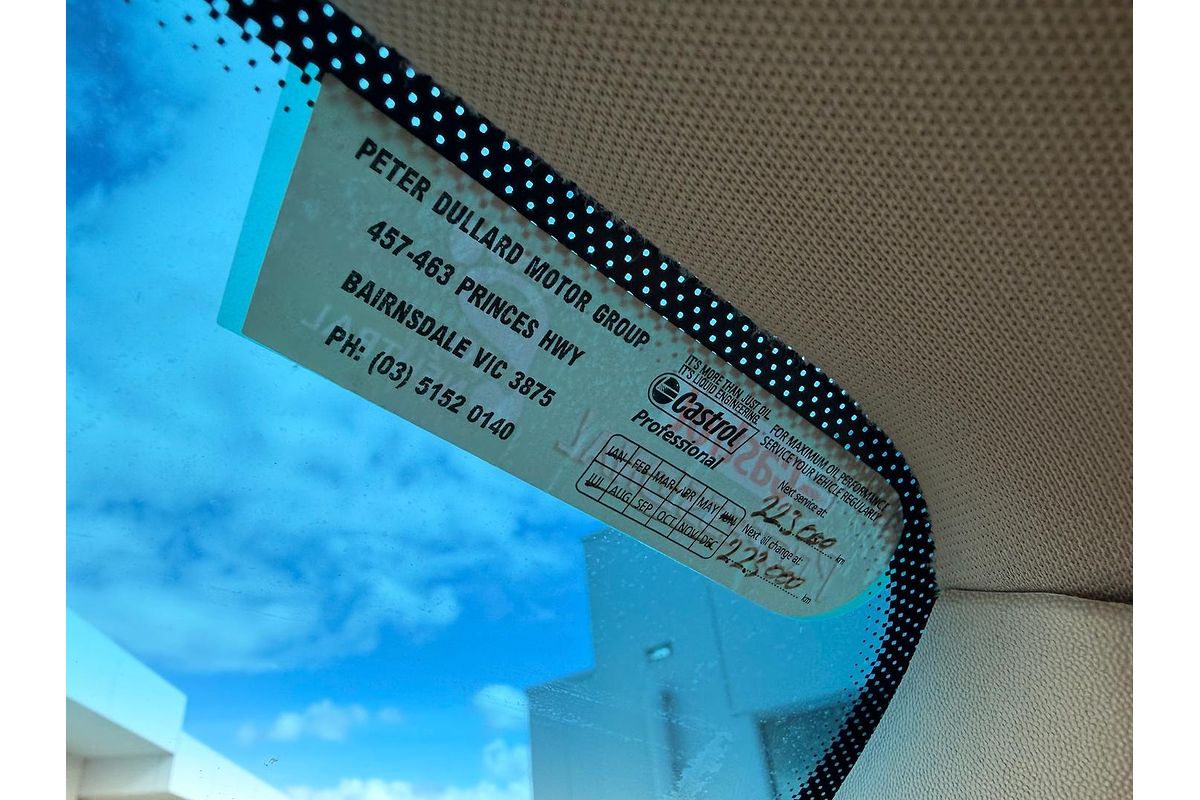 PETER DULLARD MOTOR GROUP
457-463 PRINCES HWY
BAIRNSDALE VIC 3875
PH: (03) 5152 0140
IT'S MORE THAN JUST OIL.
IT'S LIQUID ENGINEERING.
Castrol
Professional
FOR MAXIMUM OIL PERFORMANCE,
SERVICE YOUR VEHICLE REGULARLY
JAN FEB MAR APR MAY JUN
JUL AUG SEP OCT NOV DEC
Next service at:
223,000 km
Next oil change at:
223,000 km